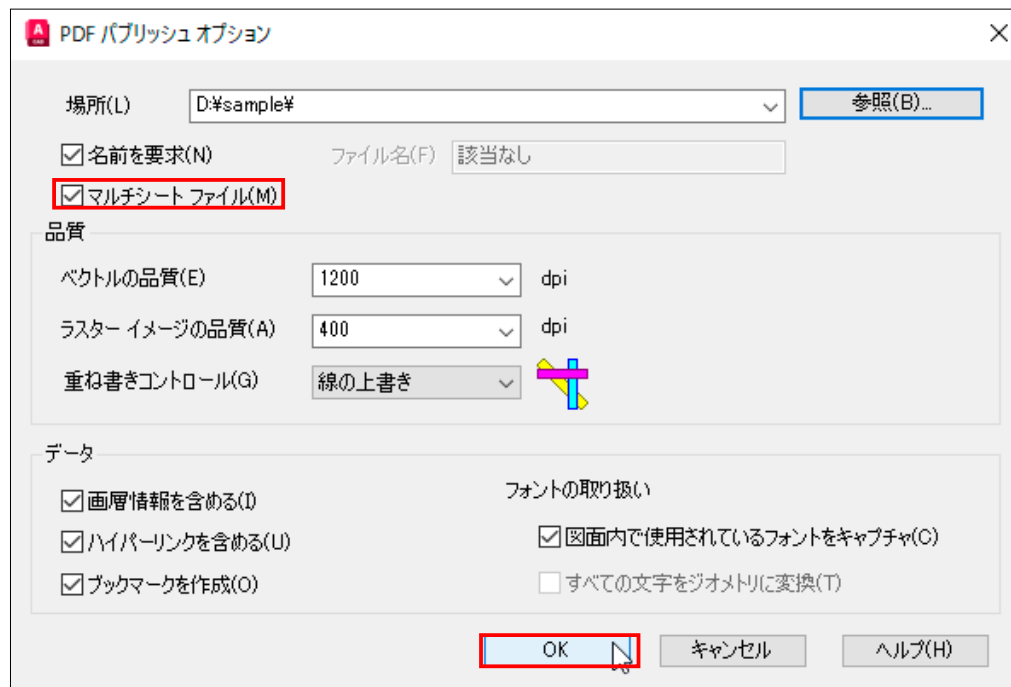 PDF パブリッシュ オプション
場所(L) D:¥sample¥ 参照(B)...
名前を要求(N) ファイル名(F) 該当なし
マルチシート ファイル(M)
品質
ベクトルの品質(E) 1200 dpi
ラスター イメージの品質(A) 400 dpi
重ね書きコントロール(G) 線の上書き
データ
画層情報を含める(I) フォントの取り扱い
ハイパーリンクを含める(U) 図面内で使用されているフォントをキャプチャ(C)
ブックマークを作成(O) すべての文字をジオメトリに変換(T)
OK キャンセル ヘルプ(H)